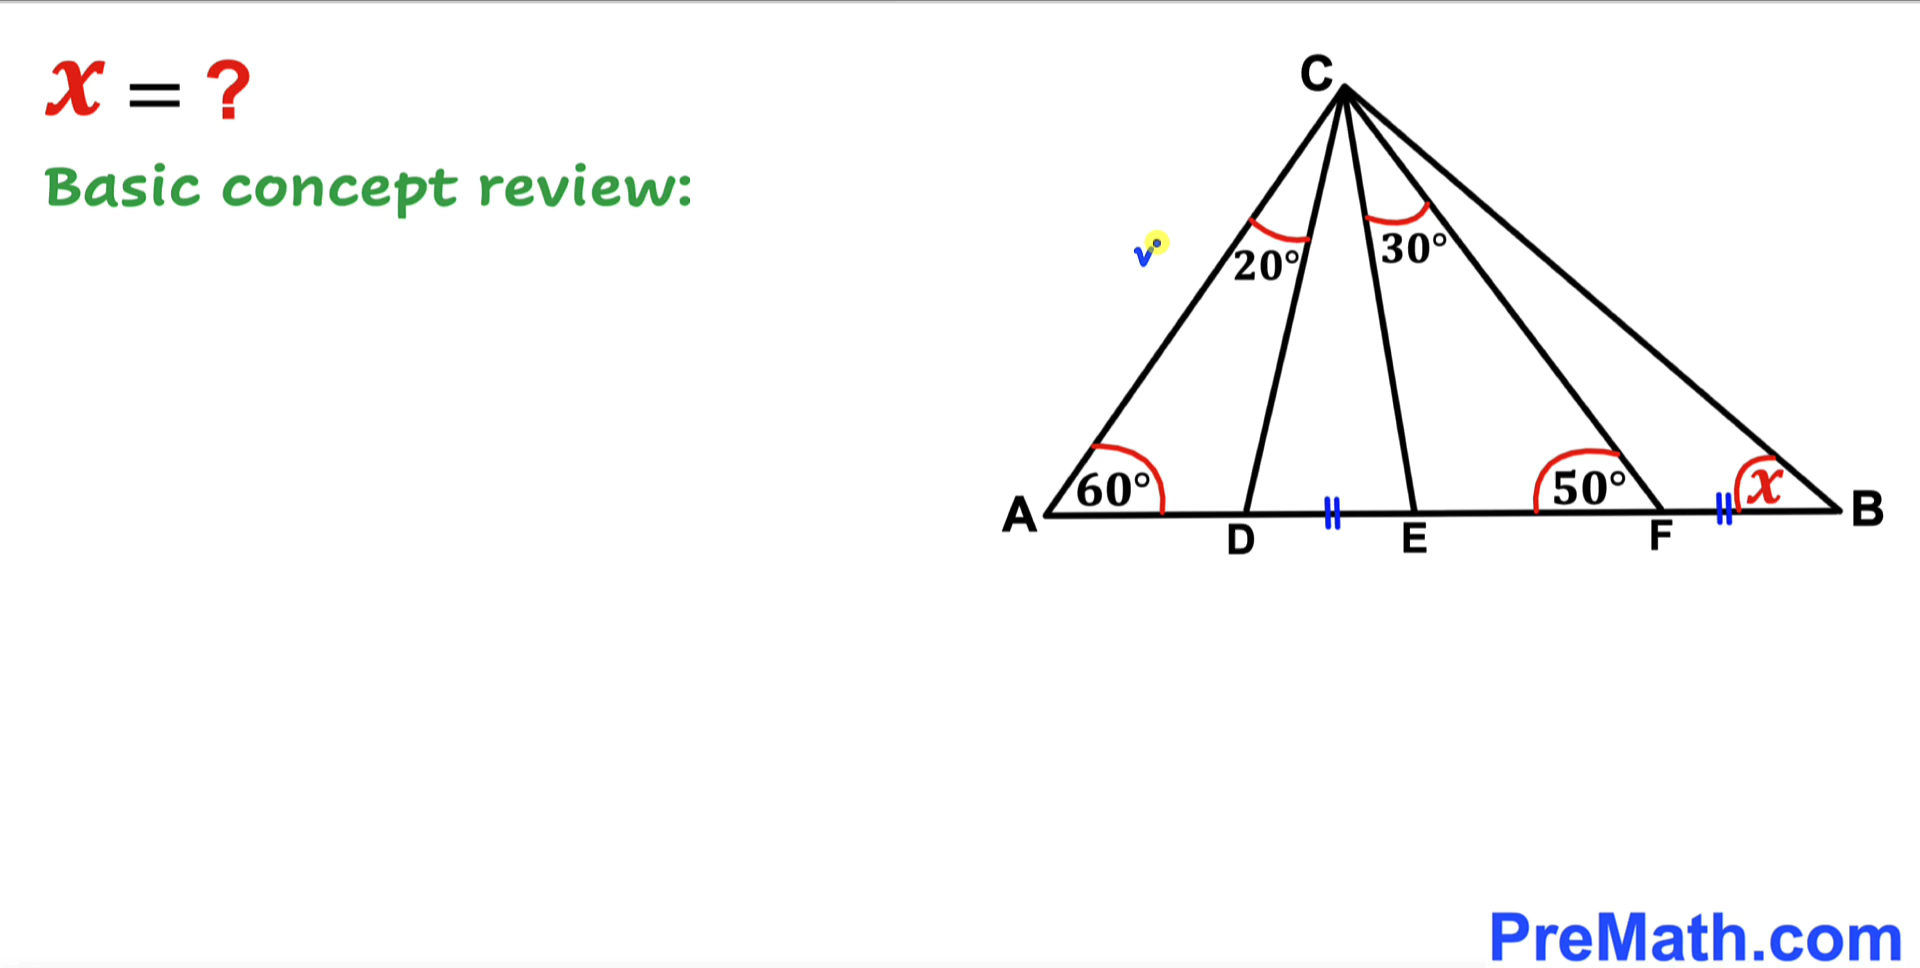 x = ?
Basic concept review:
C
20°
30°
60°
50°
x
A
D
E
F
B
PreMath.com